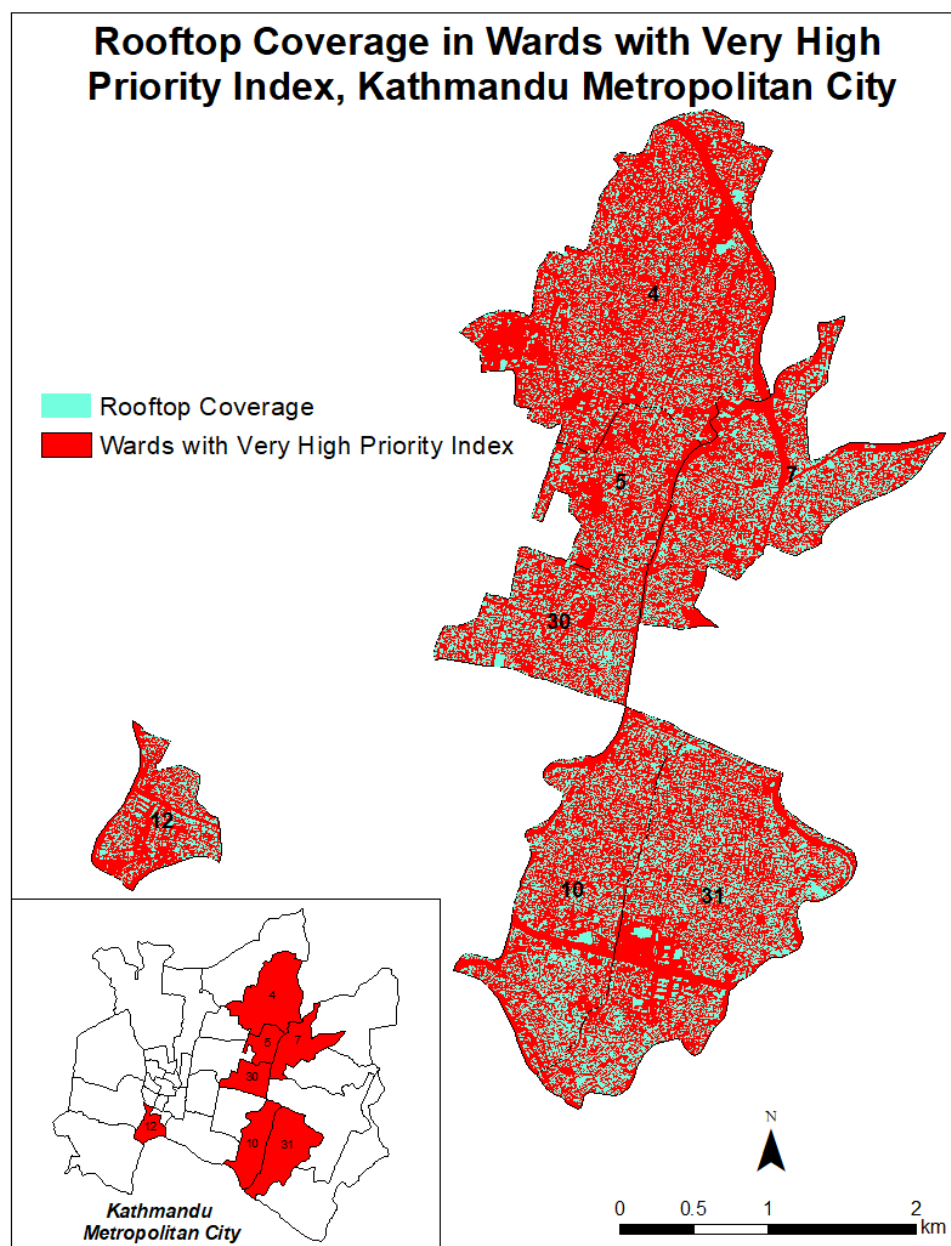 Rooftop Coverage in Wards with Very High
Priority Index, Kathmandu Metropolitan City
4
Rooftop Coverage
Wards with Very High Priority Index
5
7
30
12
10
31
4
5
7
30
12
10
31
Kathmandu
Metropolitan City
N
0 0.5 1 2
km